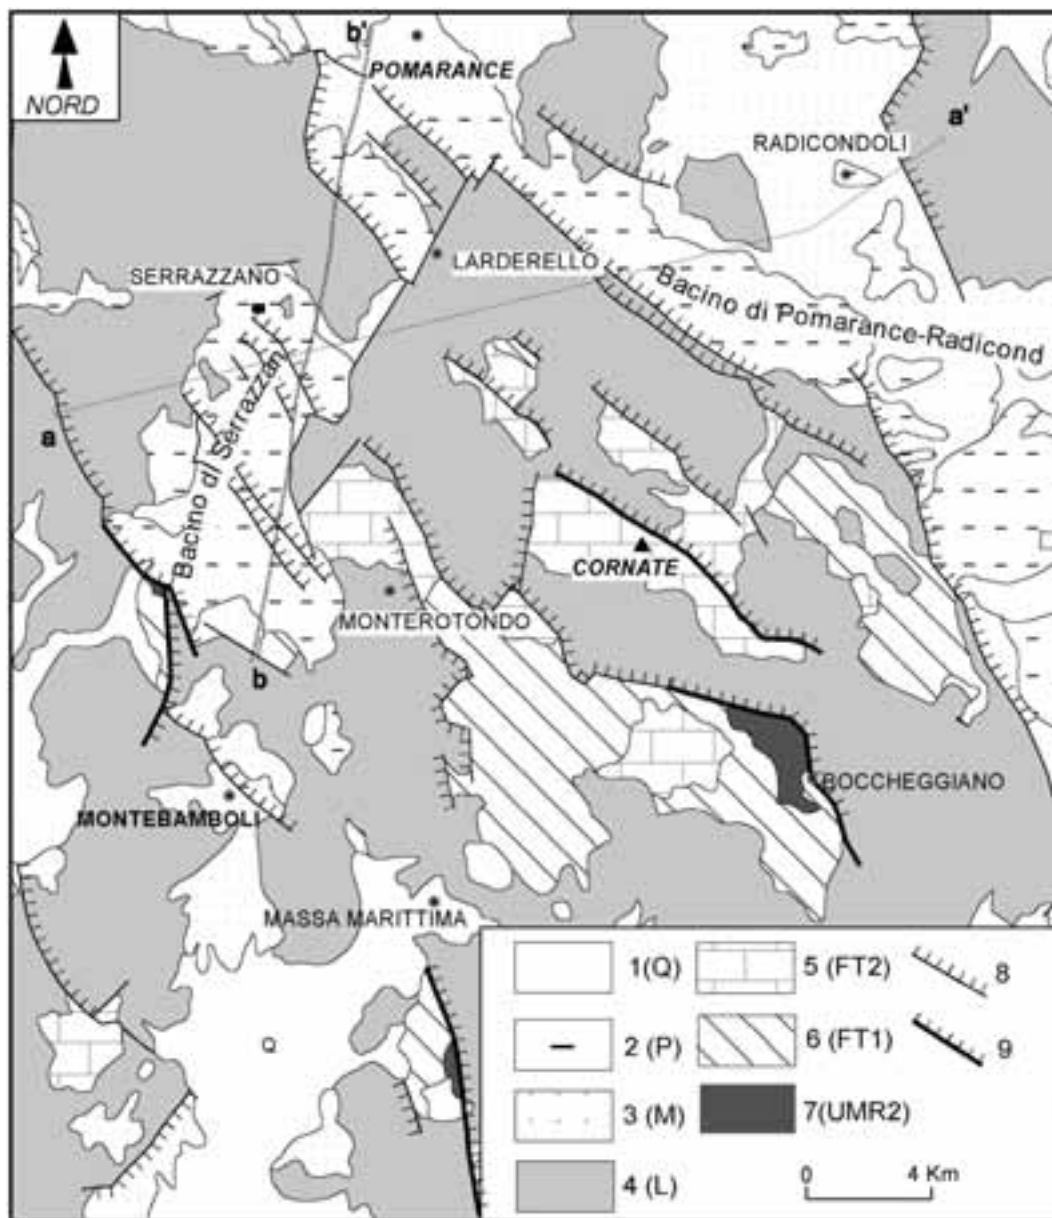 b'
POMARANCE
NORD
a'
RADICONDOLI
LARDERELLO
SERRAZZANO
Bacino di Pomarance-Radicond
a
Bacino di Serrazzan
CORNATE
MONTEROTONDO
b
BOCCHEGGIANO
MONTEBAMBOLI
MASSA MARITTIMA
Q
1(Q)
5 (FT2)
8
2 (P)
6 (FT1)
9
3 (M)
7(UMR2)
4 (L)
0
4 Km